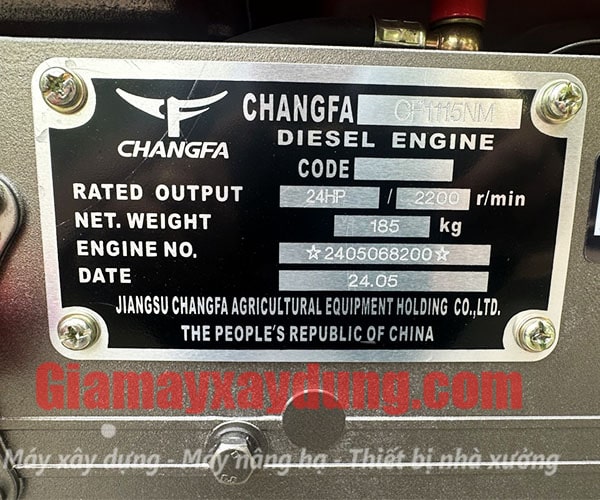 CHANGFA
CHANGFA CF1115NM
DIESEL ENGINE
CODE
RATED OUTPUT 24HP / 2200 r/min
NET. WEIGHT 185 kg
ENGINE NO. ☆2405068200☆
DATE 24.05
JIANGSU CHANGFA AGRICULTURAL EQUIPMENT HOLDING CO.,LTD.
THE PEOPLE'S REPUBLIC OF CHINA
Giamayxaydung.com
Máy xây dựng - Máy nâng hạ - Thiết bị nhà xưởng